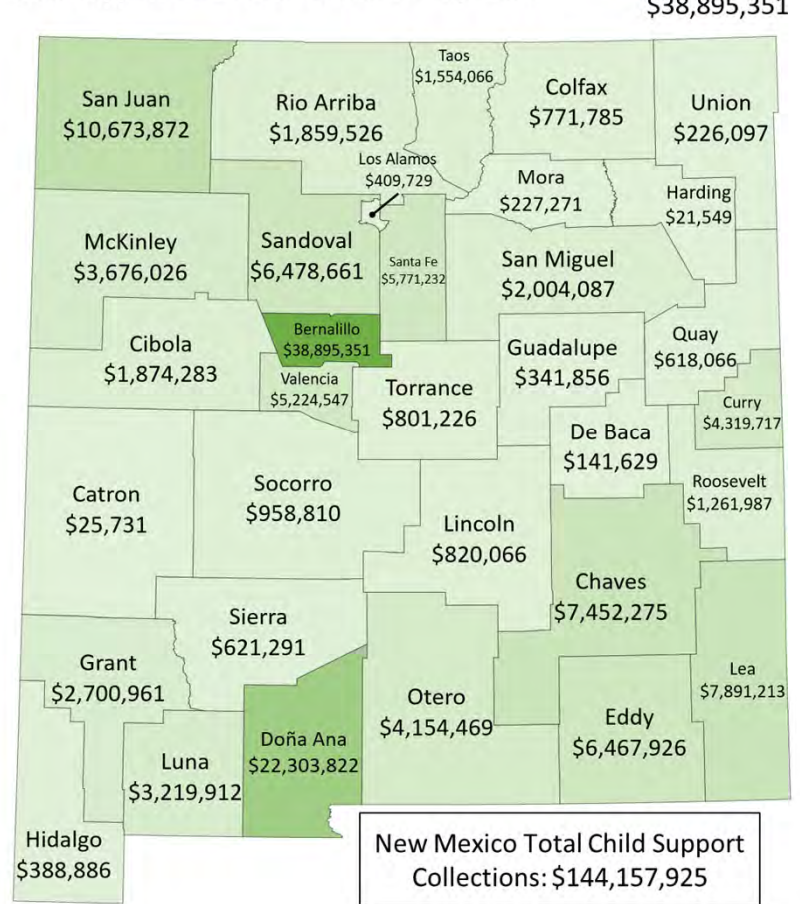 $38,895,351
San Juan
$10,673,872
Rio Arriba
$1,859,526
Taos
$1,554,066
Colfax
$771,785
Union
$226,097
Los Alamos
$409,729
Mora
$227,271
Harding
$21,549
McKinley
$3,676,026
Sandoval
$6,478,661
Santa Fe
$5,771,232
San Miguel
$2,004,087
Cibola
$1,874,283
Bernalillo
$38,895,351
Valencia
$5,224,547
Torrance
$801,226
Guadalupe
$341,856
Quay
$618,066
Curry
$4,319,717
De Baca
$141,629
Roosevelt
$1,261,987
Catron
$25,731
Socorro
$958,810
Lincoln
$820,066
Chaves
$7,452,275
Sierra
$621,291
Grant
$2,700,961
Otero
$4,154,469
Lea
$7,891,213
Eddy
$6,467,926
Luna
$3,219,912
Doña Ana
$22,303,822
Hidalgo
$388,886
New Mexico Total Child Support
Collections: $144,157,925